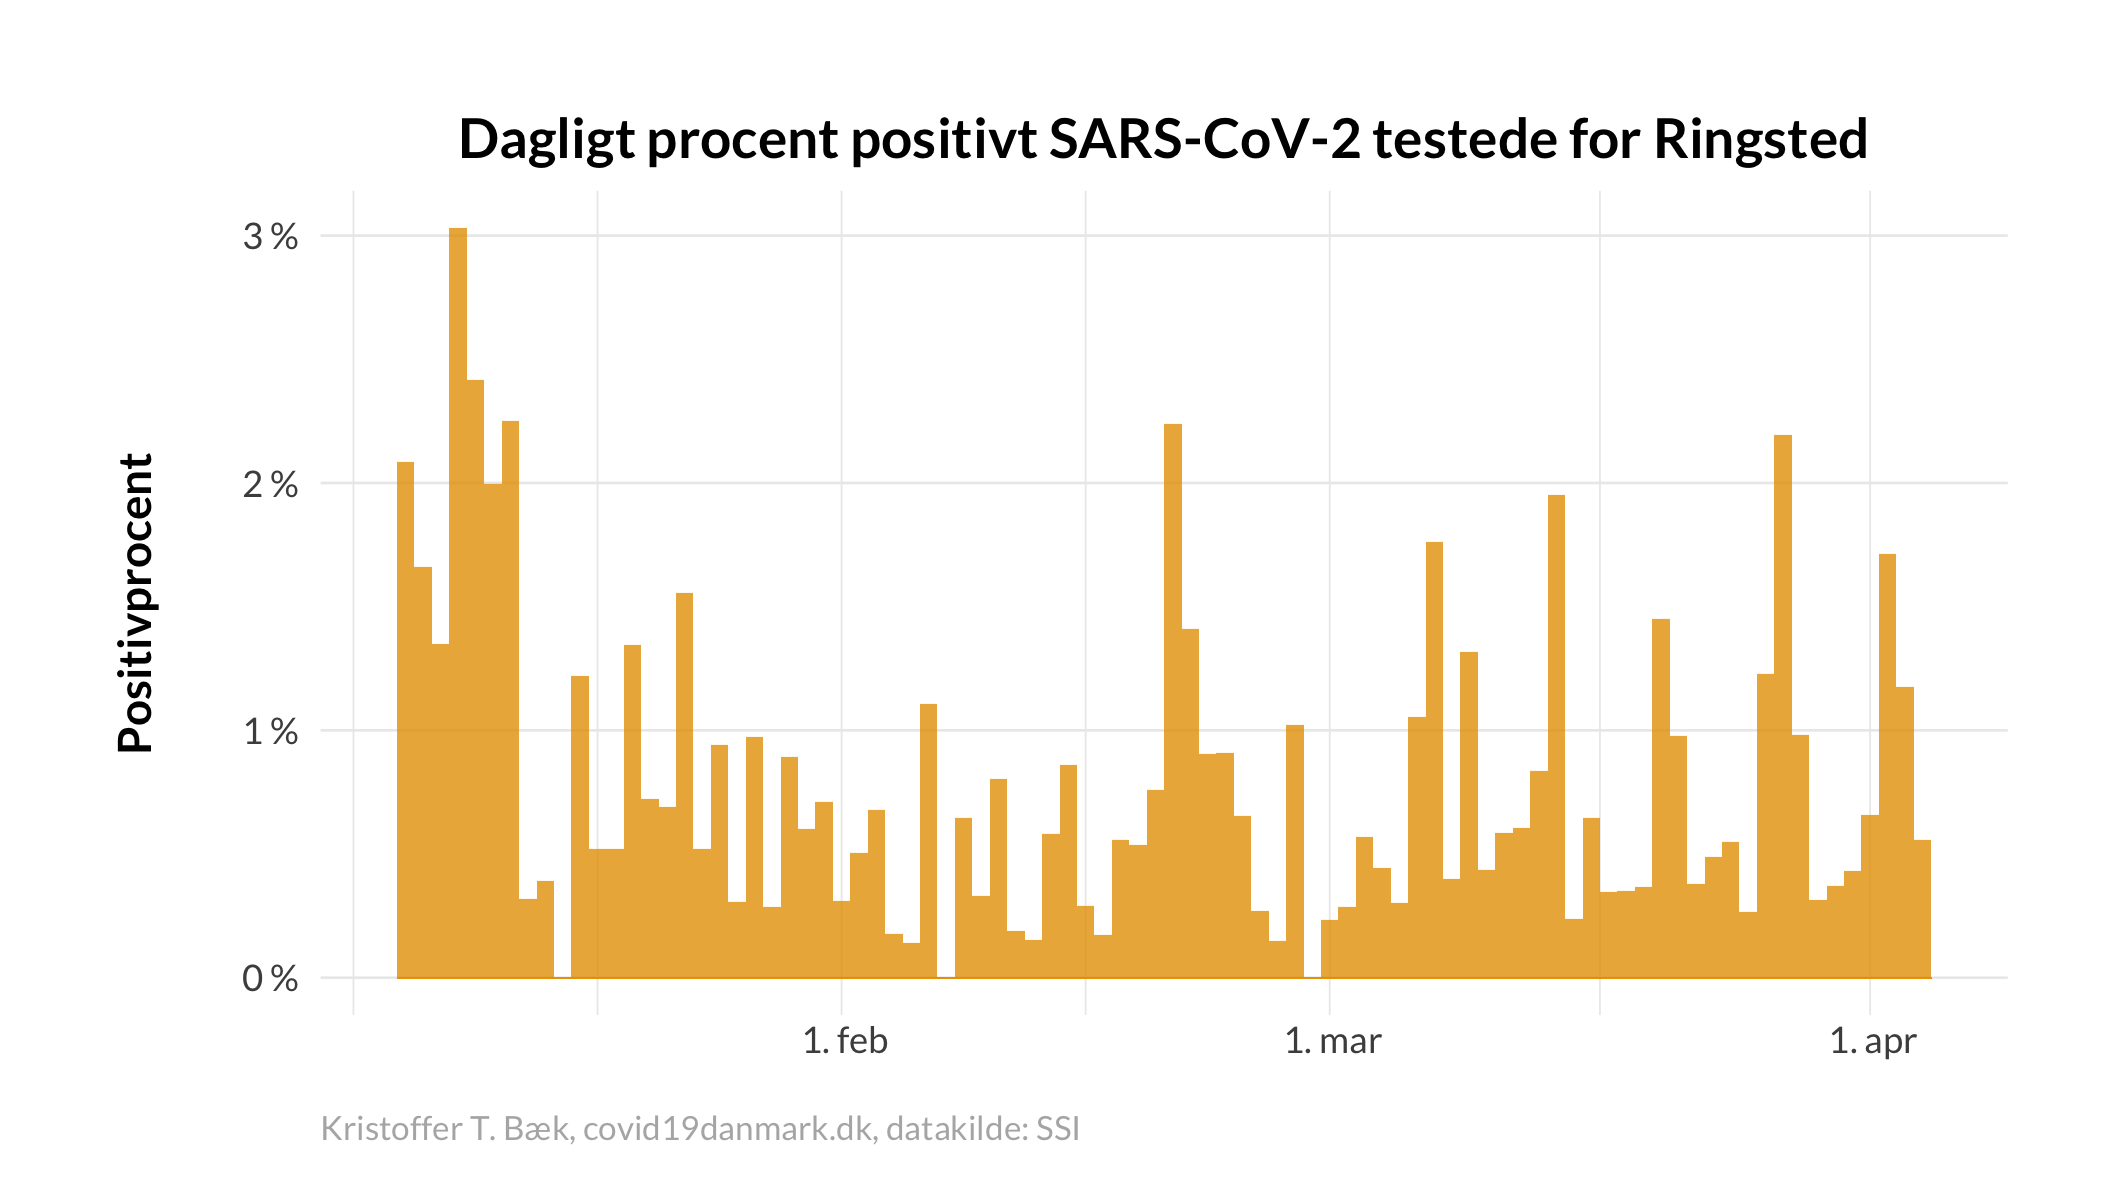 Dagligt procent positivt SARS-CoV-2 testede for Ringsted
Positivprocent
3 %
2 %
1 %
0 %
1. feb
1. mar
1. apr
Kristoffer T. Bæk, covid19danmark.dk, datakilde: SSI